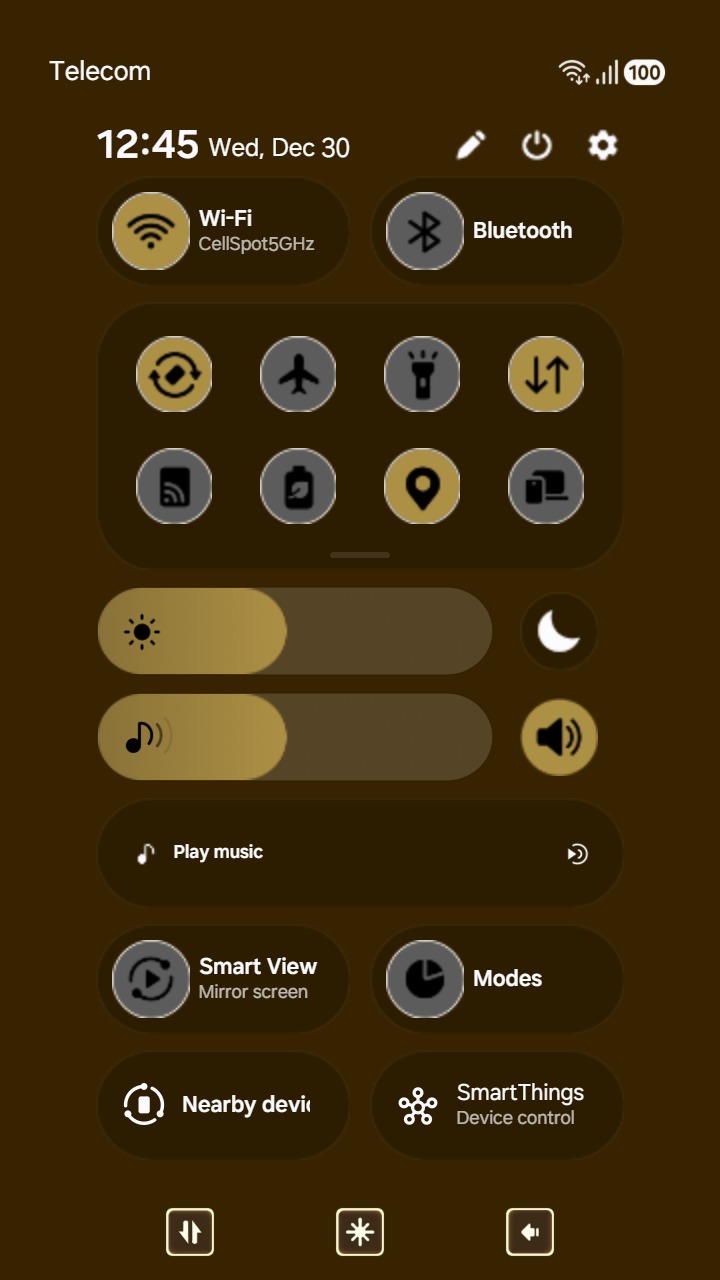 Telecom
100
12:45 Wed, Dec 30
Wi-Fi
CellSpot5GHz
Bluetooth
Play music
Smart View
Mirror screen
Modes
Nearby devi
SmartThings
Device control